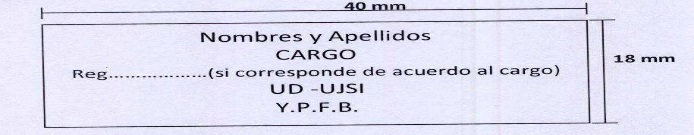 40 mm
Nombres y Apellidos
CARGO
Reg..................(si corresponde de acuerdo al cargo)
UD -UJSI
Y.P.F.B.
18 mm